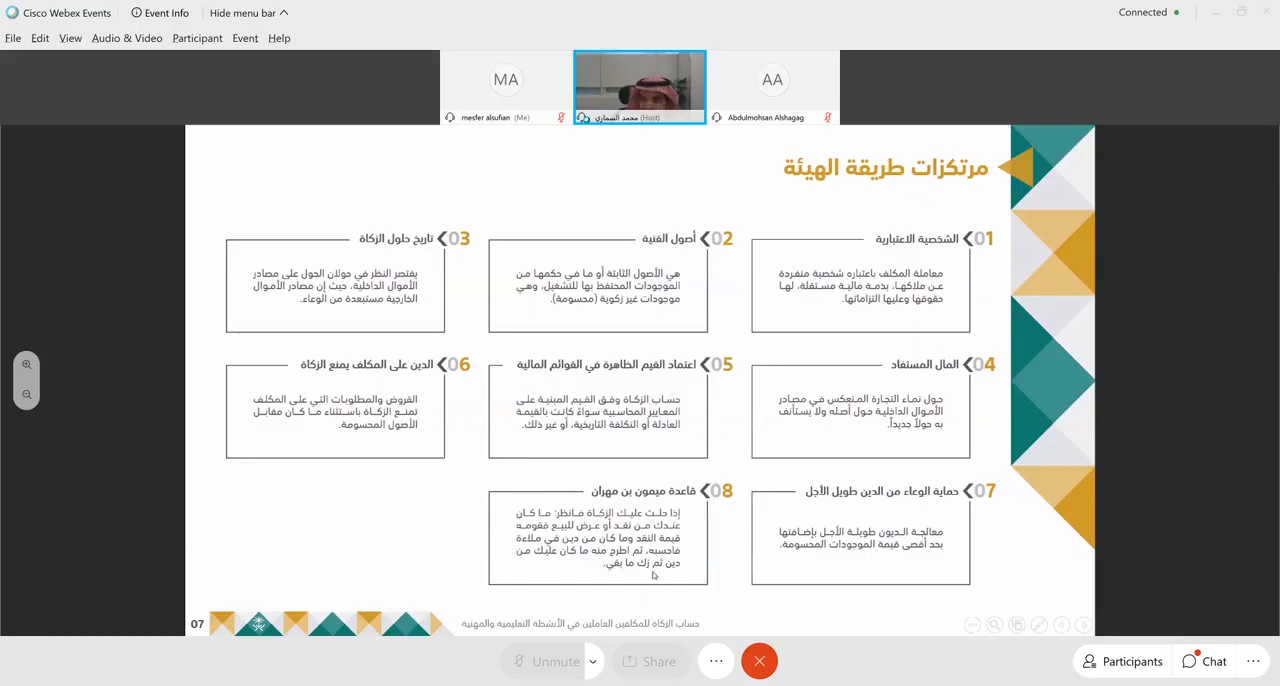 Cisco Webex Events
Event Info
Hide menu bar
Connected
File Edit View Audio & Video Participant Event Help
MA
AA
mesfer alsufian (Me)
محمد السماري (Host)
Abdulmohsan Alshagag
مرتكزات طريقة الهيئة
01 الشخصية الاعتبارية
معاملة المكلف باعتباره شخصية منفردة
عن ملاكها، بذمة مالية مستقلة، لها
حقوقها وعليها التزاماتها.
02 أصول القنية
هي الأصول الثابتة أو ما في حكمها من
الموجودات المحتفظ بها للتشغيل، وهي
موجودات غير زكوية (محسومة).
03 تاريخ حلول الزكاة
يقتصر النظر في حولان الحول على مصادر
الأموال الداخلية، حيث إن مصادر الأموال
الخارجية مستبعدة من الوعاء.
04 المال المستفاد
حول نماء التجارة المنعكس في مصادر
الأموال الداخلية حول أصله ولا يستأنف
به حولاً جديداً.
05 اعتماد القيم الظاهرة في القوائم المالية
حساب الزكاة وفق القيم المبنية على
المعايير المحاسبية سواءً كانت بالقيمة
العادلة أو التكلفة التاريخية، أو غير ذلك.
06 الدين على المكلف يمنع الزكاة
القروض والمطلوبات التي على المكلف
تمنع الزكاة باستثناء ما كان مقابل
الأصول المحسومة.
07 حماية الوعاء من الدين طويل الأجل
معالجة الديون طويلة الأجل بإضافتها
بحد أقصى قيمة الموجودات المحسومة.
08 قاعدة ميمون بن مهران
إذا حلت عليك الزكاة فانظر: ما كان
عندك من نقد أو عرض للبيع فقومه
قيمة النقد وما كان من دين في ملاءة
فاحسبه، ثم اطرح منه ما كان عليك من
دين ثم زك ما بقي.
حساب الزكاة للمكلفين العاملين في الأنشطة التعليمية والمهنية
07
Unmute
Share
Participants
Chat